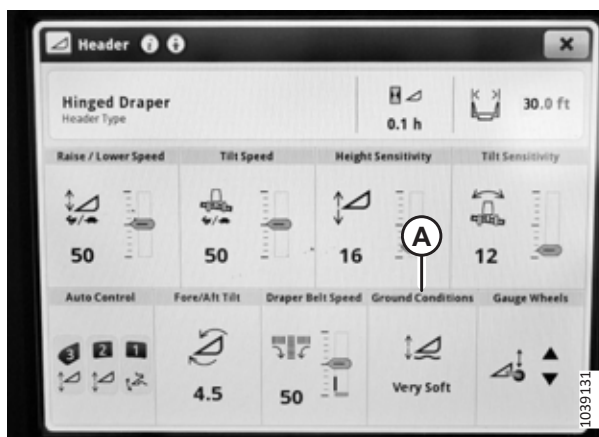 Header
Hinged Draper
Header Type
0.1 h
30.0 ft
Raise / Lower Speed
Tilt Speed
Height Sensitivity
Tilt Sensitivity
50
50
16
12
A
Auto Control
Fore/Aft Tilt
Draper Belt Speed
Ground Conditions
Gauge Wheels
3 2 1
4.5
50
Very Soft
1039131